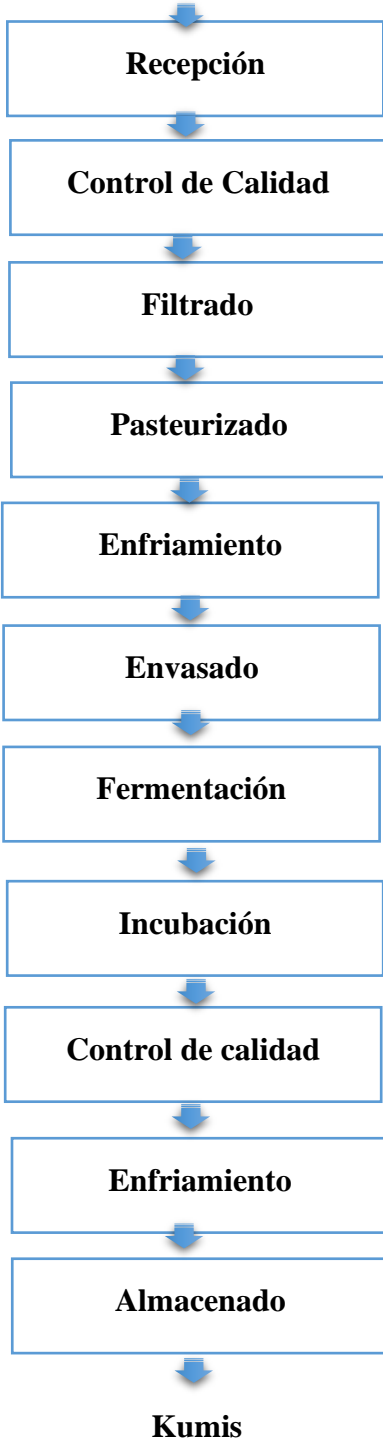 Recepción
Control de Calidad
Filtrado
Pasteurizado
Enfriamiento
Envasado
Fermentación
Incubación
Control de calidad
Enfriamiento
Almacenado
Kumis